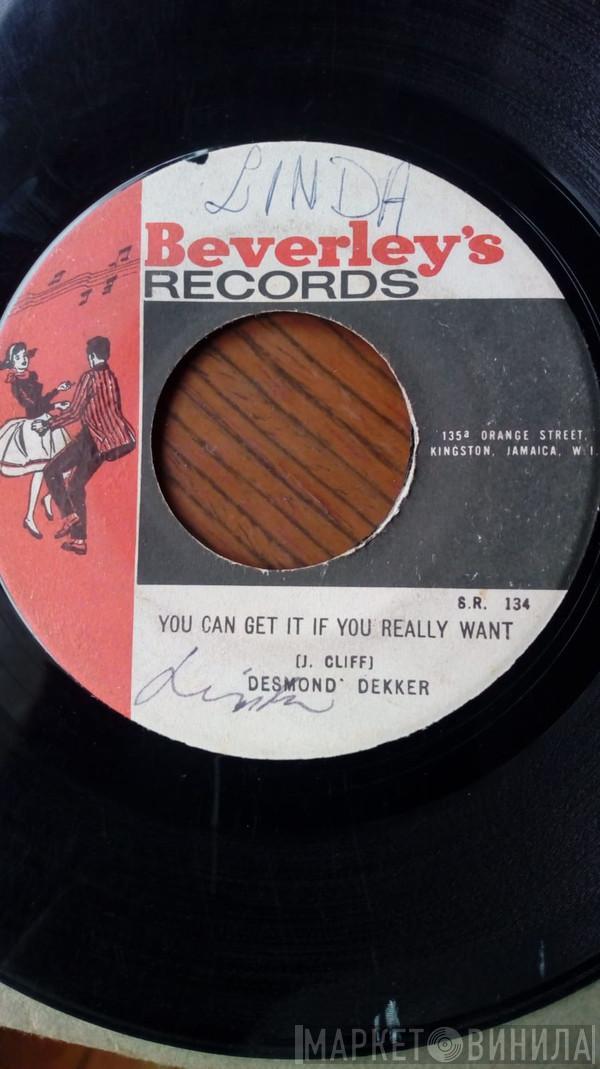 LINDA
Beverley's
RECORDS
135a ORANGE STREET,
KINGSTON, JAMAICA, W.I.
S.R. 134
YOU CAN GET IT IF YOU REALLY WANT
(J. CLIFF)
DESMOND DEKKER
Linda
МАРКЕТ ВИНИЛА